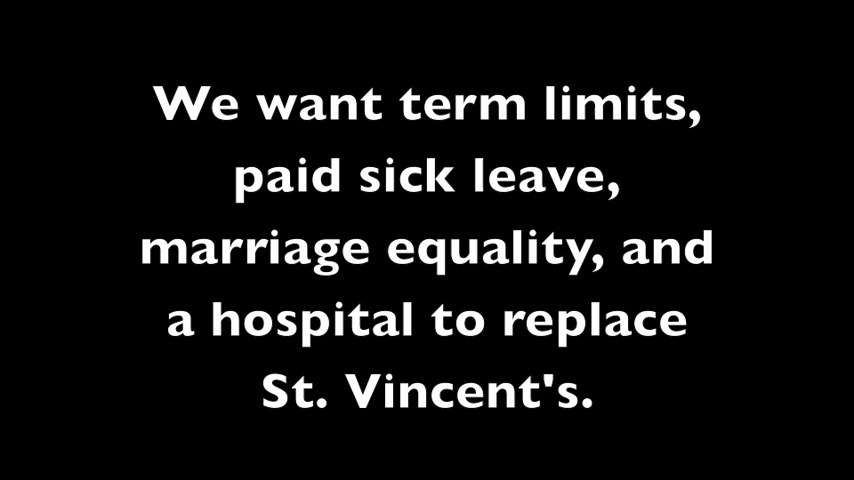 We want term limits,
paid sick leave,
marriage equality, and
a hospital to replace
St. Vincent's.